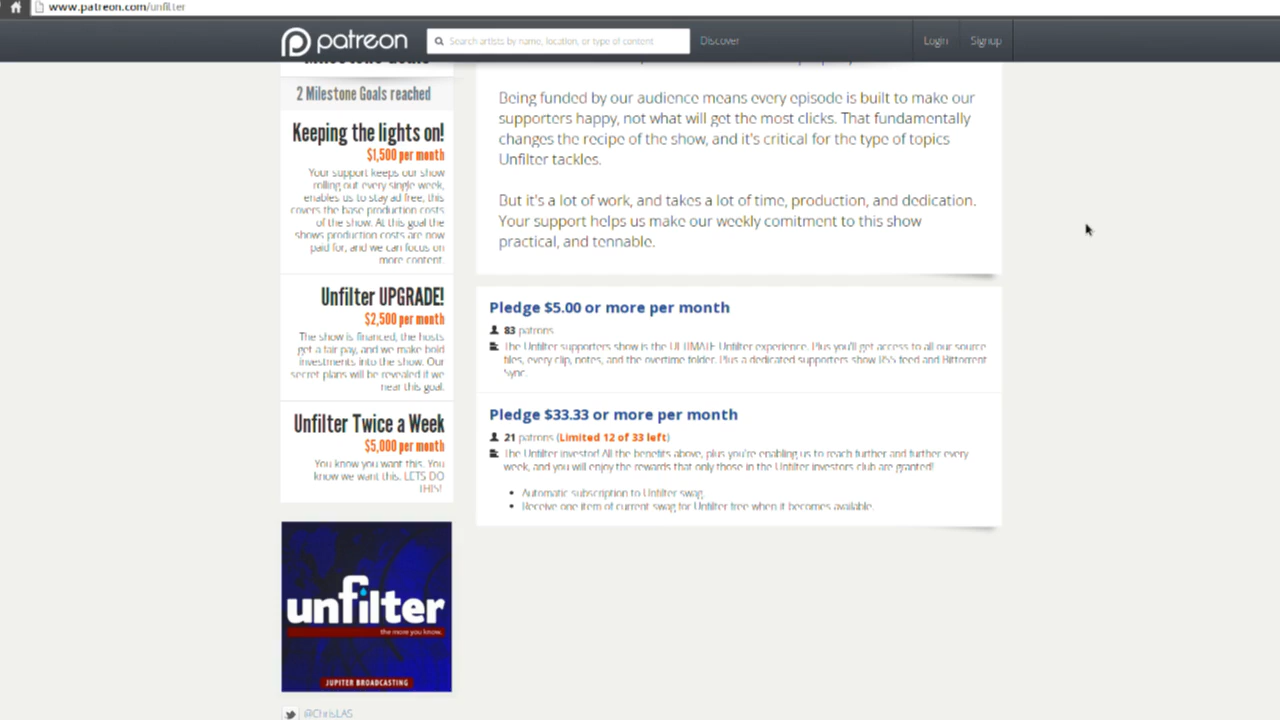 www.patreon.com/unfilter
patreon
Search artists by name, location, or type of content
Discover
Login
Signup
Milestone Goals
2 Milestone Goals reached
Keeping the lights on!
$1,500 per month
Your support keeps our show
rolling out every single week,
enables us to stay ad free, this
covers the base production costs
of the show. At this goal the
shows production costs are now
paid for, and we can focus on
more content.
Unfilter UPGRADE!
$2,500 per month
The show is financed, the hosts
get a fair pay, and we make bold
investments into the show. Our
secret plans will be revealed if we
near this goal.
Unfilter Twice a Week
$5,000 per month
You know you want this. You
know we want this. LETS DO
THIS!
unfilter
the more you know.
JUPITER BROADCASTING
@ChrisLAS
Being funded by our audience means every episode is built to make our
supporters happy, not what will get the most clicks. That fundamentally
changes the recipe of the show, and it's critical for the type of topics
Unfilter tackles.
But it's a lot of work, and takes a lot of time, production, and dedication.
Your support helps us make our weekly comitment to this show
practical, and tennable.
Pledge $5.00 or more per month
83 patrons
The Unfilter supporters show is the ULTIMATE Unfilter experience. Plus you'll get access to all our source
files, every clip, notes, and the overtime folder. Plus a dedicated supporters show RSS feed and Bittorrent
Sync.
Pledge $33.33 or more per month
21 patrons (Limited 12 of 33 left)
The Unfilter investor! All the benefits above, plus you're enabling us to reach further and further every
week, and you will enjoy the rewards that only those in the Unfilter investors club are granted!
• Automatic subscription to Unfilter swag.
• Receive one item of current swag for Unfilter free when it becomes available.